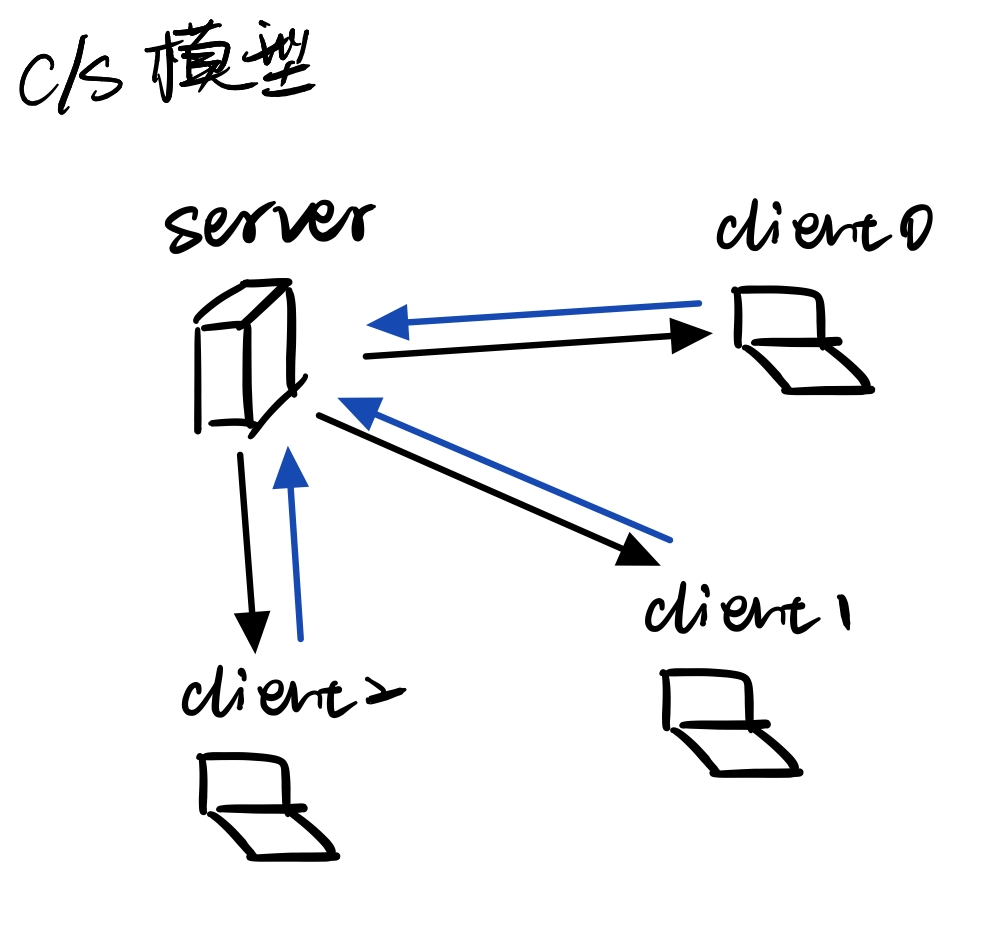 C/S 模型
server
client0
client1
client2